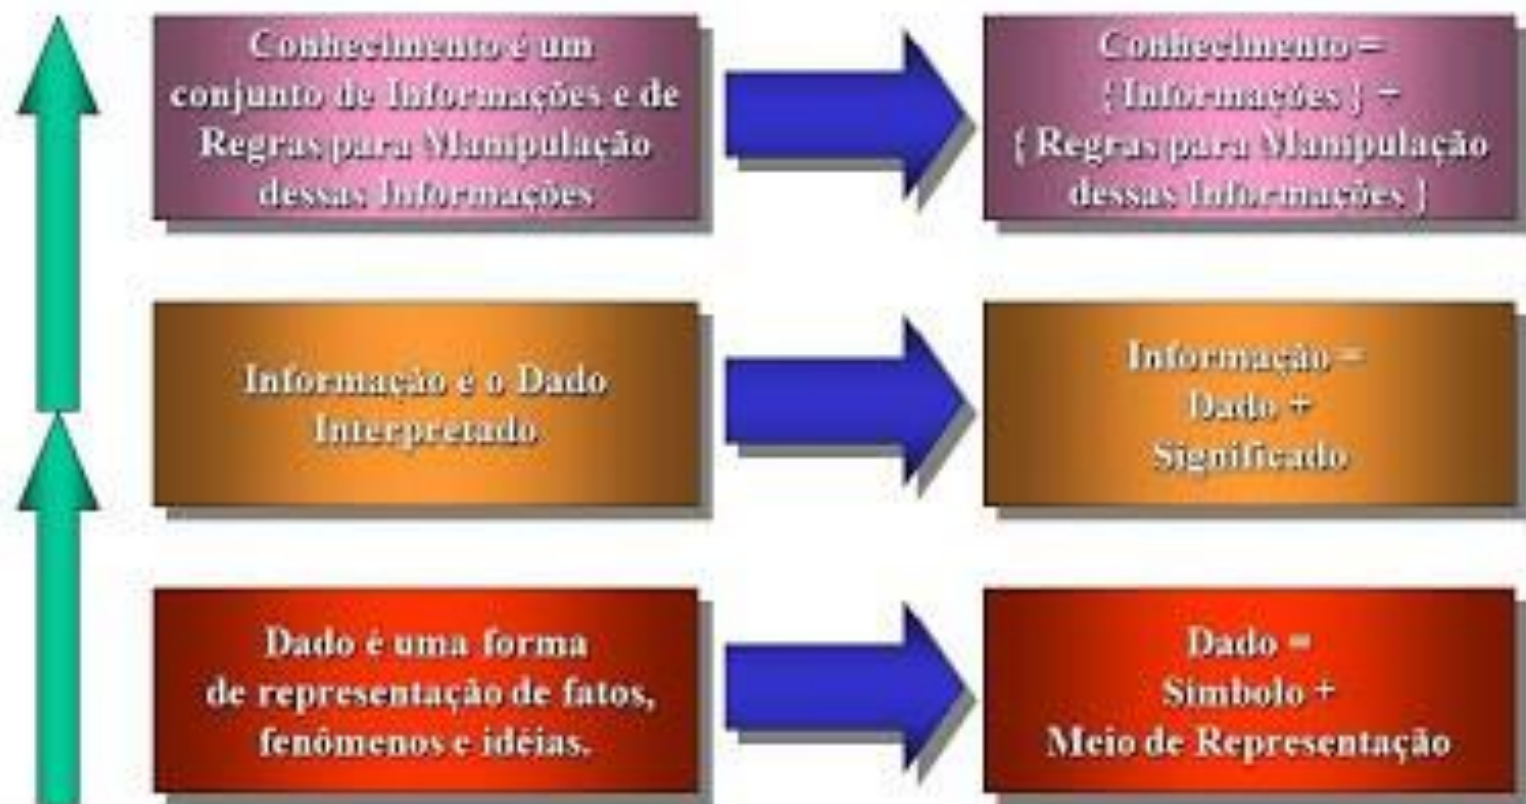 Conhecimento é um
conjunto de Informações e de
Regras para Manipulação
dessas Informações
Conhecimento =
{ Informações } +
{ Regras para Manipulação
dessas Informações }
Informação é o Dado
Interpretado
Informação =
Dado +
Significado
Dado é uma forma
de representação de fatos,
fenômenos e idéias.
Dado =
Símbolo +
Meio de Representação